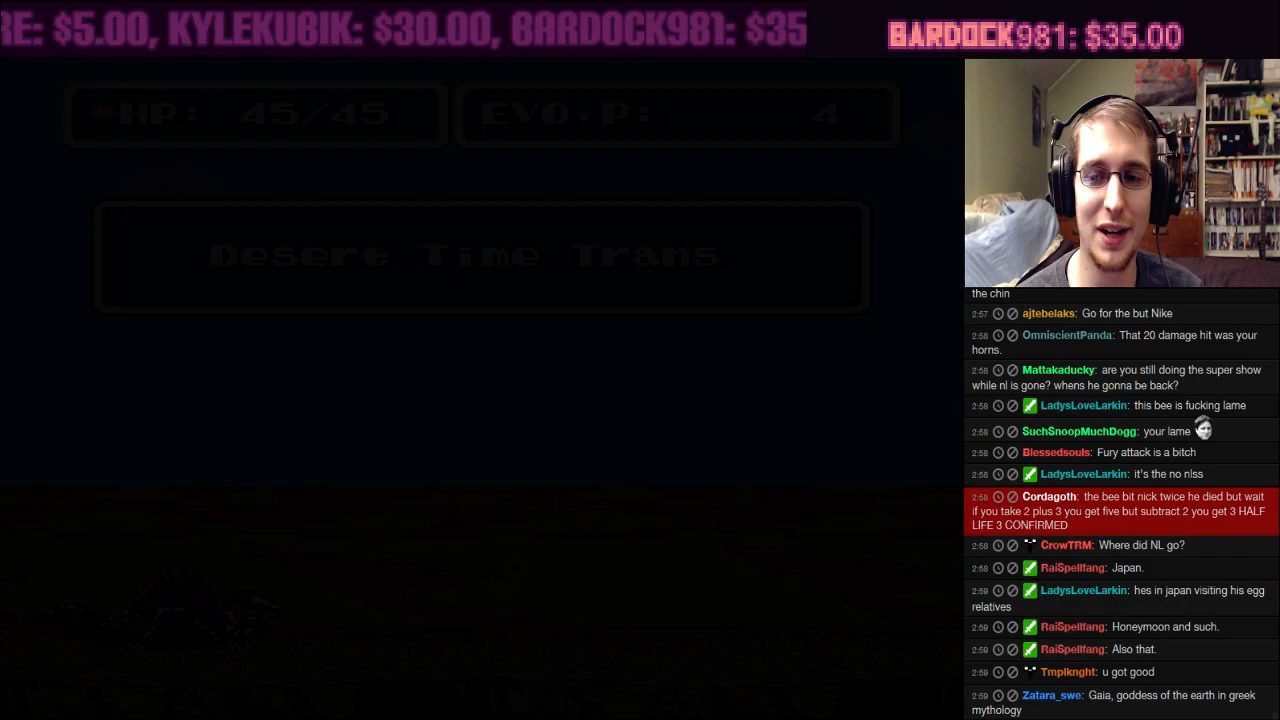 RE: $5.00, KYLEKUBIK: $30.00, BARDOCK981: $35
BARDOCK981: $35.00
HP: 45/45
EVO.P: 4
Desert Time Trans
the chin
2:57 ajtebelaks: Go for the but Nike
2:58 OmniscientPanda: That 20 damage hit was your
horns.
2:58 Mattakaducky: are you still doing the super show
while nl is gone? whens he gonna be back?
2:58 LadysLoveLarkin: this bee is fucking lame
SuchSnoopMuchDogg: your lame
2:58 Blessedsouls: Fury attack is a bitch
2:58 LadysLoveLarkin: it's the no nlss
2:58 Cordagoth: the bee bit nick twice he died but wait
if you take 2 plus 3 you get five but subtract 2 you get 3 HALF
LIFE 3 CONFIRMED
2:58 CrowTRM: Where did NL go?
2:58 RaiSpellfang: Japan.
2:59 LadysLoveLarkin: hes in japan visiting his egg
relatives
2:59 RaiSpellfang: Honeymoon and such.
2:59 RaiSpellfang: Also that.
2:59 Tmplknght: u got good
2:59 Zatara_swe: Gaia, goddess of the earth in greek
mythology